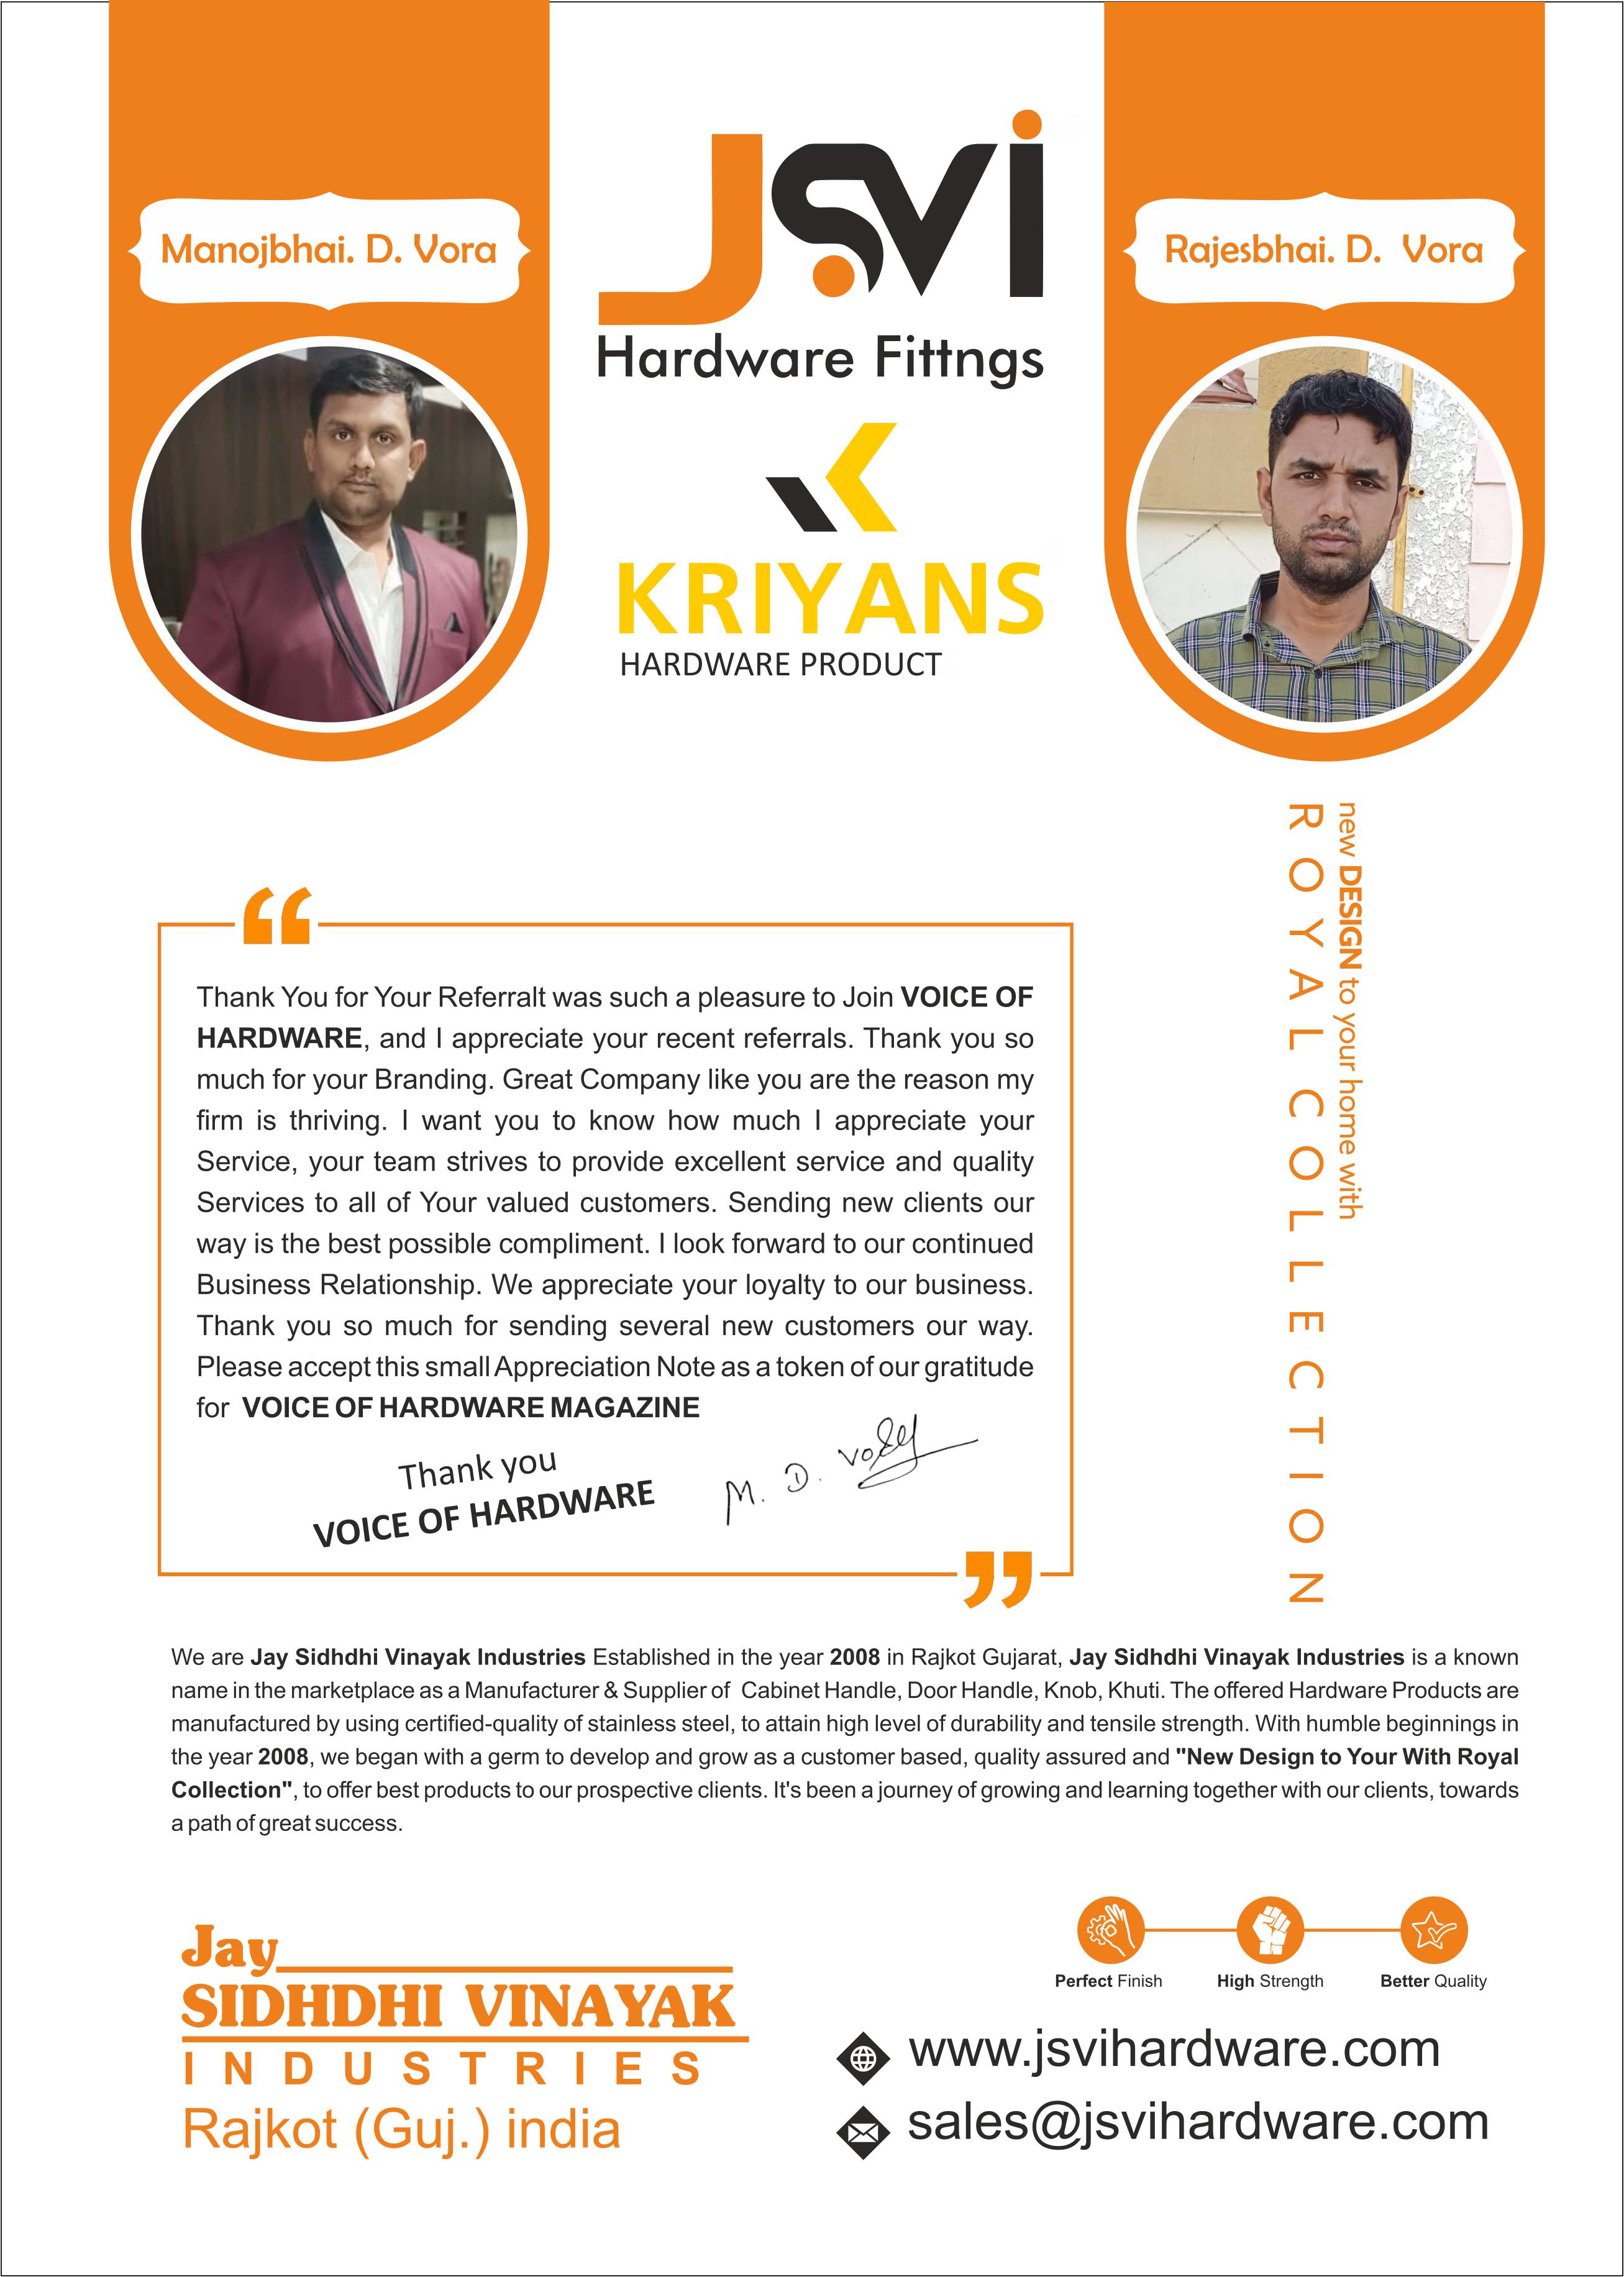 Manojbhai. D. Vora
JSVi
Hardware Fittngs
KRIYANS
HARDWARE PRODUCT
Rajesbhai. D. Vora
new DESIGN to your home with
ROYAL COLLECTION
“
Thank You for Your Referralt was such a pleasure to Join VOICE OF
HARDWARE, and I appreciate your recent referrals. Thank you so
much for your Branding. Great Company like you are the reason my
firm is thriving. I want you to know how much I appreciate your
Service, your team strives to provide excellent service and quality
Services to all of Your valued customers. Sending new clients our
way is the best possible compliment. I look forward to our continued
Business Relationship. We appreciate your loyalty to our business.
Thank you so much for sending several new customers our way.
Please accept this small Appreciation Note as a token of our gratitude
for VOICE OF HARDWARE MAGAZINE
Thank you
VOICE OF HARDWARE
M. D. Vora
”
We are Jay Sidhdhi Vinayak Industries Established in the year 2008 in Rajkot Gujarat, Jay Sidhdhi Vinayak Industries is a known
name in the marketplace as a Manufacturer & Supplier of Cabinet Handle, Door Handle, Knob, Khuti. The offered Hardware Products are
manufactured by using certified-quality of stainless steel, to attain high level of durability and tensile strength. With humble beginnings in
the year 2008, we began with a germ to develop and grow as a customer based, quality assured and "New Design to Your With Royal
Collection", to offer best products to our prospective clients. It's been a journey of growing and learning together with our clients, towards
a path of great success.
Jay
SIDHDHI VINAYAK
INDUSTRIES
Rajkot (Guj.) india
Perfect Finish
High Strength
Better Quality
www.jsvihardware.com
sales@jsvihardware.com